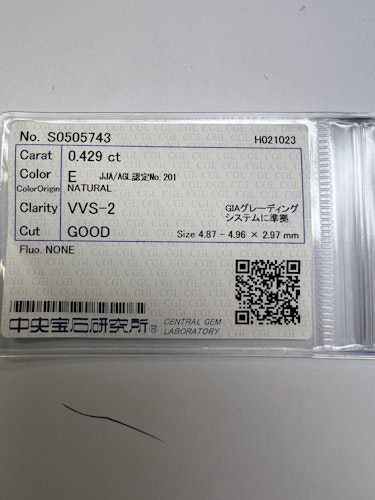 No. S0505743 H021023
Carat 0.429 ct
Color E JJA/AGL認定No.201
ColorOrigin NATURAL
Clarity VVS-2 GIAグレーディング
システムに準拠
Cut GOOD Size 4.87 - 4.96 × 2.97 mm
Fluo. NONE
中央宝石研究所 CENTRAL GEM
LABORATORY